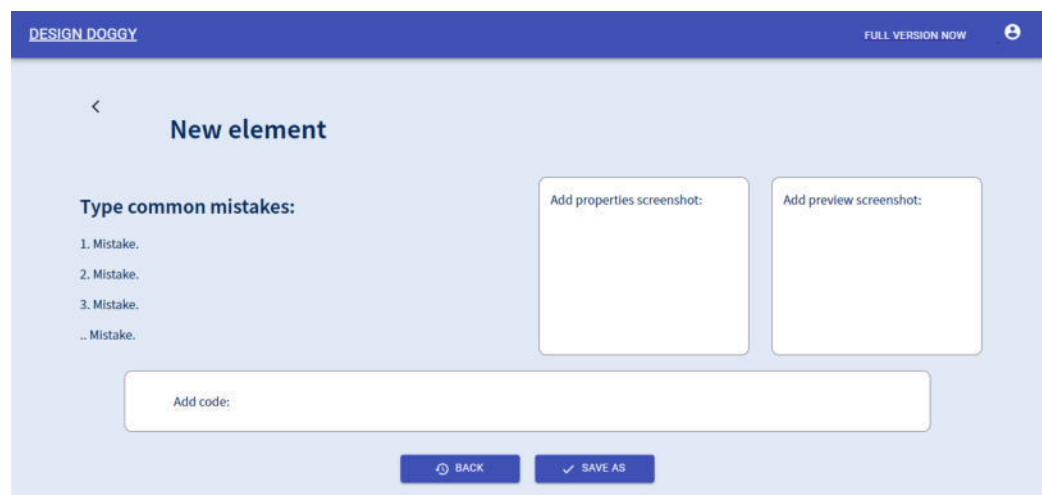 DESIGN DOGGY
FULL VERSION NOW
New element
Type common mistakes:
1. Mistake.
2. Mistake.
3. Mistake.
.. Mistake.
Add properties screenshot:
Add preview screenshot:
Add code:
BACK
SAVE AS